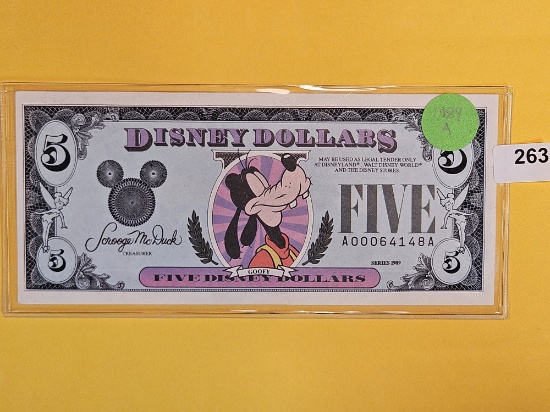 DISNEY DOLLARS
5
5
MAY BE USED AS LEGAL TENDER ONLY
AT DISNEYLAND®, WALT DISNEY WORLD®
AND THE DISNEY STORES.
FIVE
A00064148A
Scrooge McDuck
TREASURER
5
5
GOOFY
FIVE DISNEY DOLLARS
SERIES 1989
1989
A
263